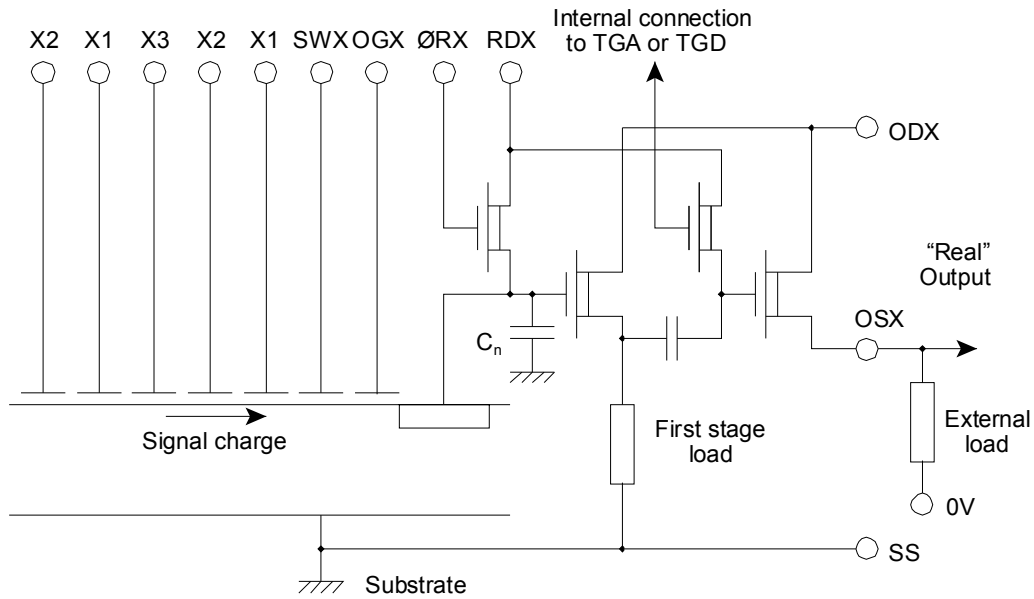 Internal connection
to TGA or TGD
X2 X1 X3 X2 X1 SWX OGX ØRX RDX
ODX
“Real”
Output
OSX
Cn
Signal charge
First stage
load
External
load
0V
SS
Substrate